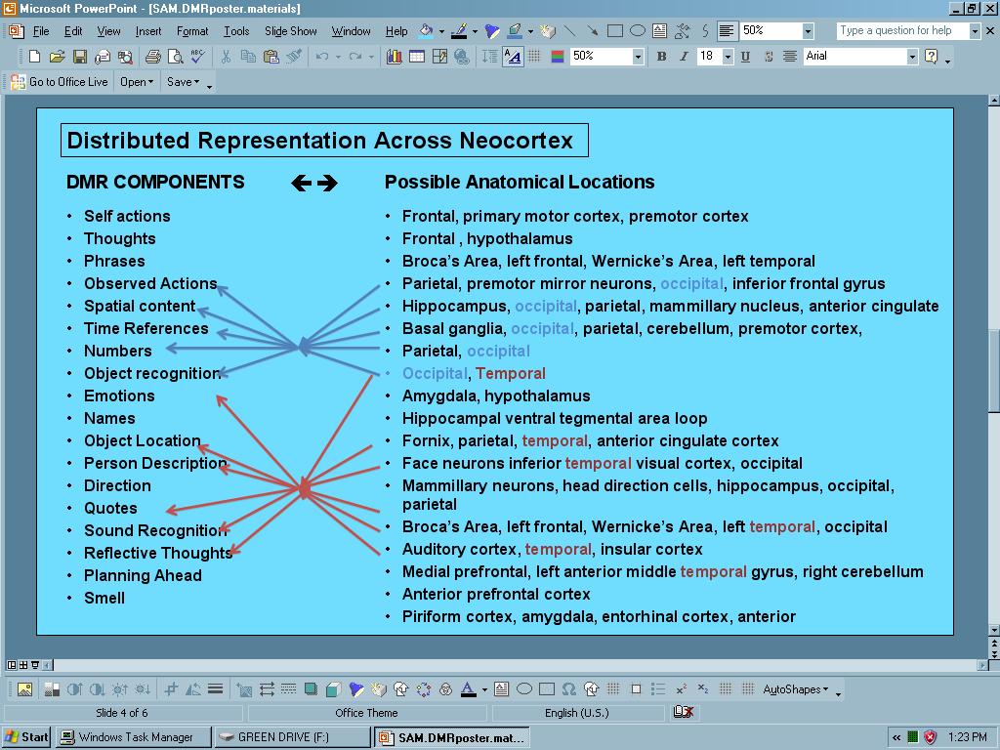 Microsoft PowerPoint - [SAM.DMRposter.materials]
File Edit View Insert Format Tools Slide Show Window Help 50% Type a question for help
50% B I 18 U S Arial
Go to Office Live Open Save
Distributed Representation Across Neocortex
DMR COMPONENTS
Possible Anatomical Locations
• Self actions
• Thoughts
• Phrases
• Observed Actions
• Spatial content
• Time References
• Numbers
• Object recognition
• Emotions
• Names
• Object Location
• Person Description
• Direction
• Quotes
• Sound Recognition
• Reflective Thoughts
• Planning Ahead
• Smell
• Frontal, primary motor cortex, premotor cortex
• Frontal , hypothalamus
• Broca’s Area, left frontal, Wernicke’s Area, left temporal
• Parietal, premotor mirror neurons, occipital, inferior frontal gyrus
• Hippocampus, occipital, parietal, mammillary nucleus, anterior cingulate
• Basal ganglia, occipital, parietal, cerebellum, premotor cortex,
• Parietal, occipital
• Occipital, Temporal
• Amygdala, hypothalamus
• Hippocampal ventral tegmental area loop
• Fornix, parietal, temporal, anterior cingulate cortex
• Face neurons inferior temporal visual cortex, occipital
• Mammillary neurons, head direction cells, hippocampus, occipital,
parietal
• Broca’s Area, left frontal, Wernicke’s Area, left temporal, occipital
• Auditory cortex, temporal, insular cortex
• Medial prefrontal, left anterior middle temporal gyrus, right cerebellum
• Anterior prefrontal cortex
• Piriform cortex, amygdala, entorhinal cortex, anterior
AutoShapes
Slide 4 of 6 Office Theme English (U.S.)
Start Windows Task Manager GREEN DRIVE (F:) SAM.DMRposter.mat... « 1:23 PM